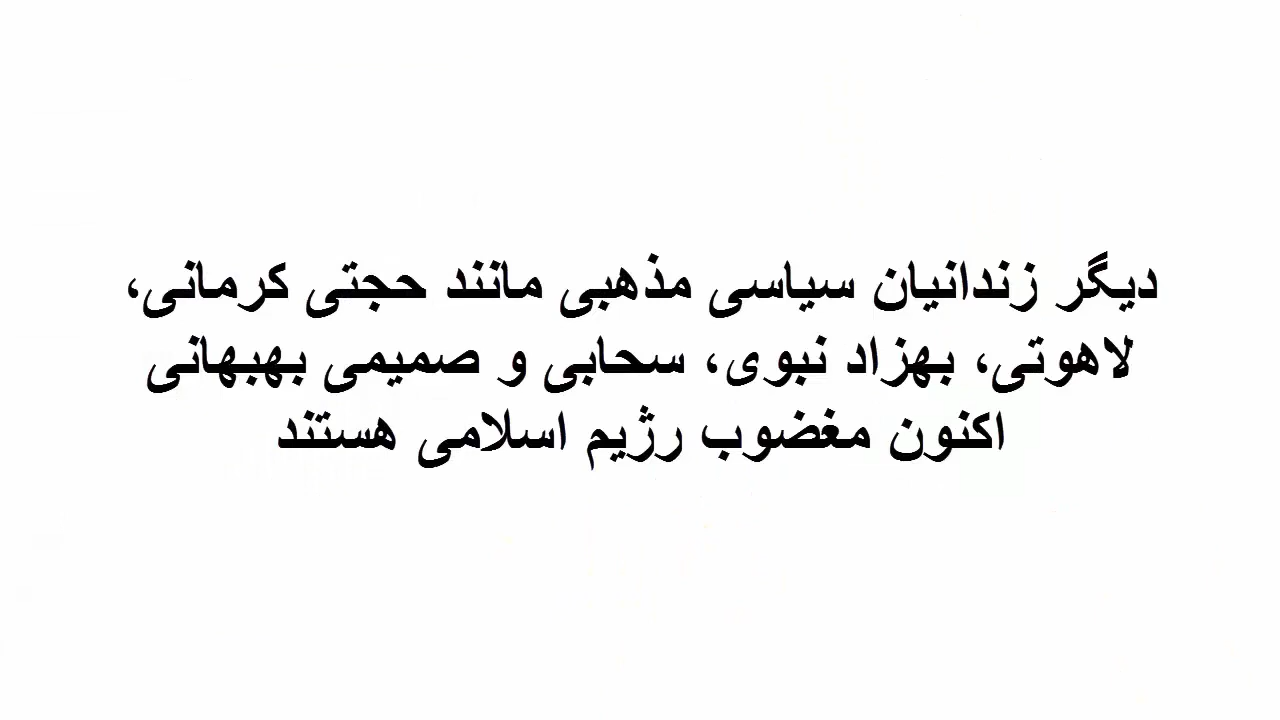 دیگر زندانیان سیاسی مذهبی مانند حجتی کرمانی،
لاهوتی، بهزاد نبوی، سحابی و صمیمی بهبهانی
اکنون مغضوب رژیم اسلامی هستند